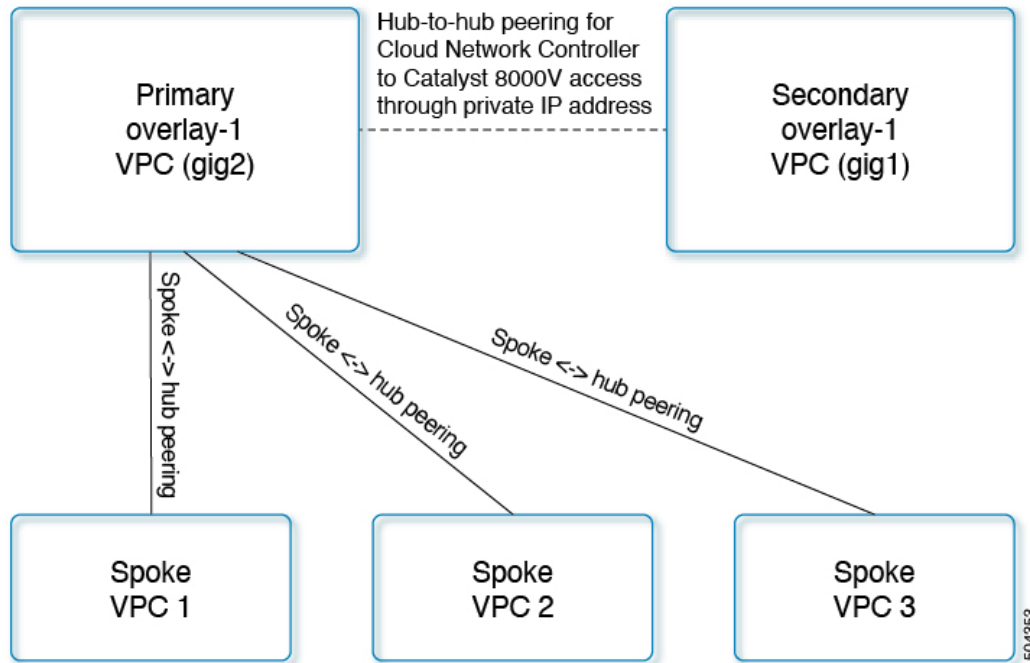 Primary
overlay-1
VPC (gig2)
Hub-to-hub peering for
Cloud Network Controller
to Catalyst 8000V access
through private IP address
Secondary
overlay-1
VPC (gig1)
Spoke <-> hub peering
Spoke <-> hub peering
Spoke <-> hub peering
Spoke
VPC 1
Spoke
VPC 2
Spoke
VPC 3
504353